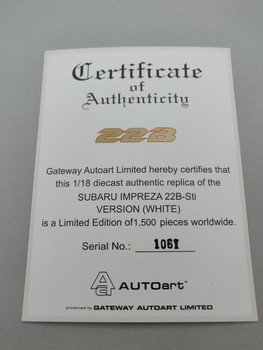 Certificate
of
Authenticity
22B
Gateway Autoart Limited hereby certifies that
this 1/18 diecast authentic replica of the
SUBARU IMPREZA 22B-Sti
VERSION (WHITE)
is a Limited Edition of1,500 pieces worldwide.
Serial No.: 1061
AUTOart
produced by GATEWAY AUTOART LIMITED